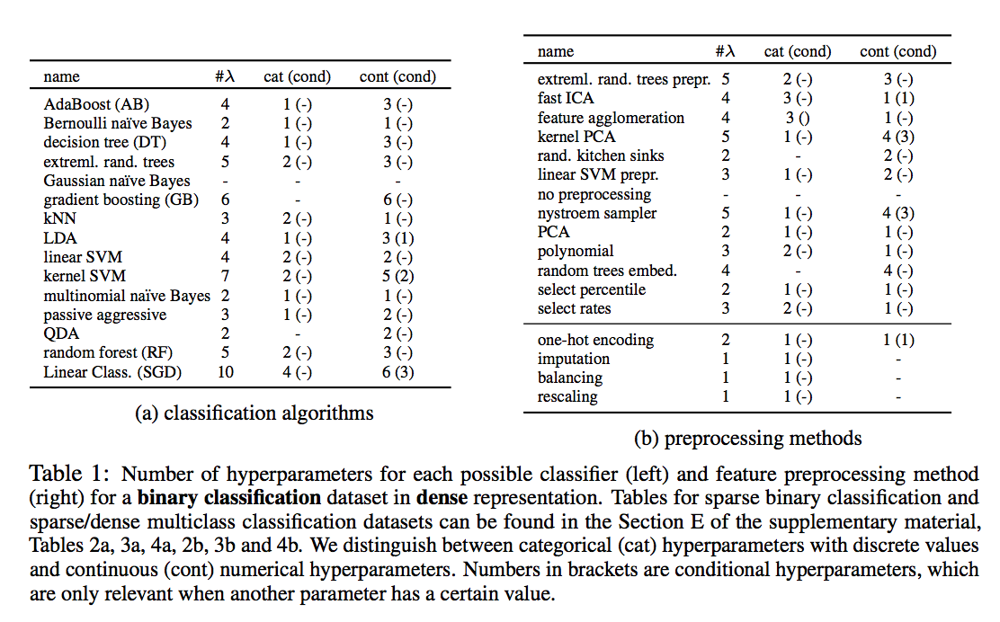 name #λ cat (cond) cont (cond)
AdaBoost (AB) 4 1 (-) 3 (-)
Bernoulli naïve Bayes 2 1 (-) 1 (-)
decision tree (DT) 4 1 (-) 3 (-)
extreml. rand. trees 5 2 (-) 3 (-)
Gaussian naïve Bayes - - -
gradient boosting (GB) 6 - 6 (-)
kNN 3 2 (-) 1 (-)
LDA 4 1 (-) 3 (1)
linear SVM 4 2 (-) 2 (-)
kernel SVM 7 2 (-) 5 (2)
multinomial naïve Bayes 2 1 (-) 1 (-)
passive aggressive 3 1 (-) 2 (-)
QDA 2 - 2 (-)
random forest (RF) 5 2 (-) 3 (-)
Linear Class. (SGD) 10 4 (-) 6 (3)
(a) classification algorithms
name #λ cat (cond) cont (cond)
extreml. rand. trees prepr. 5 2 (-) 3 (-)
fast ICA 4 3 (-) 1 (1)
feature agglomeration 4 3 () 1 (-)
kernel PCA 5 1 (-) 4 (3)
rand. kitchen sinks 2 - 2 (-)
linear SVM prepr. 3 1 (-) 2 (-)
no preprocessing - - -
nystroem sampler 5 1 (-) 4 (3)
PCA 2 1 (-) 1 (-)
polynomial 3 2 (-) 1 (-)
random trees embed. 4 - 4 (-)
select percentile 2 1 (-) 1 (-)
select rates 3 2 (-) 1 (-)
one-hot encoding 2 1 (-) 1 (1)
imputation 1 1 (-) -
balancing 1 1 (-) -
rescaling 1 1 (-) -
(b) preprocessing methods
Table 1: Number of hyperparameters for each possible classifier (left) and feature preprocessing method
(right) for a binary classification dataset in dense representation. Tables for sparse binary classification and
sparse/dense multiclass classification datasets can be found in the Section E of the supplementary material,
Tables 2a, 3a, 4a, 2b, 3b and 4b. We distinguish between categorical (cat) hyperparameters with discrete values
and continuous (cont) numerical hyperparameters. Numbers in brackets are conditional hyperparameters, which
are only relevant when another parameter has a certain value.